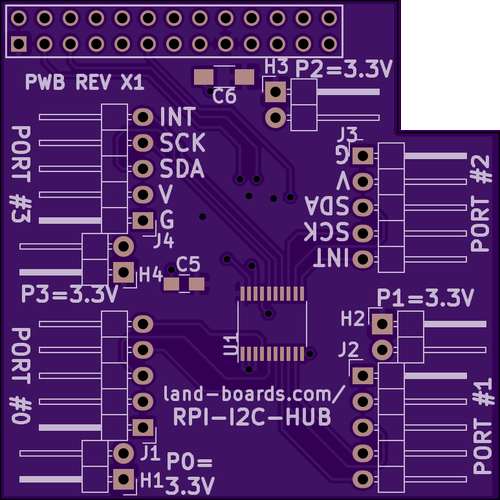 H3
P2=3.3V
PWB REV X1
C6
INT
SCK
SDA
V
G
J3
G
V
SDA
SCK
INT
PORT #3
PORT #2
J4
H4
C5
P3=3.3V
P1=3.3V
H2
U1
J2
PORT #0
PORT #1
land-boards.com/
RPI-I2C-HUB
J1
H1
P0=
3.3V